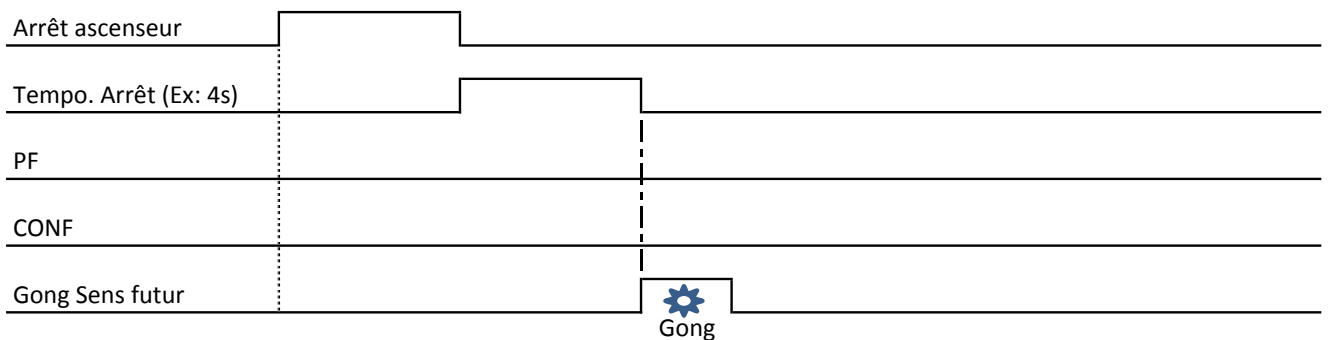 Arrêt ascenseur
Tempo. Arrêt (Ex: 4s)
PF
CONF
Gong Sens futur
Gong